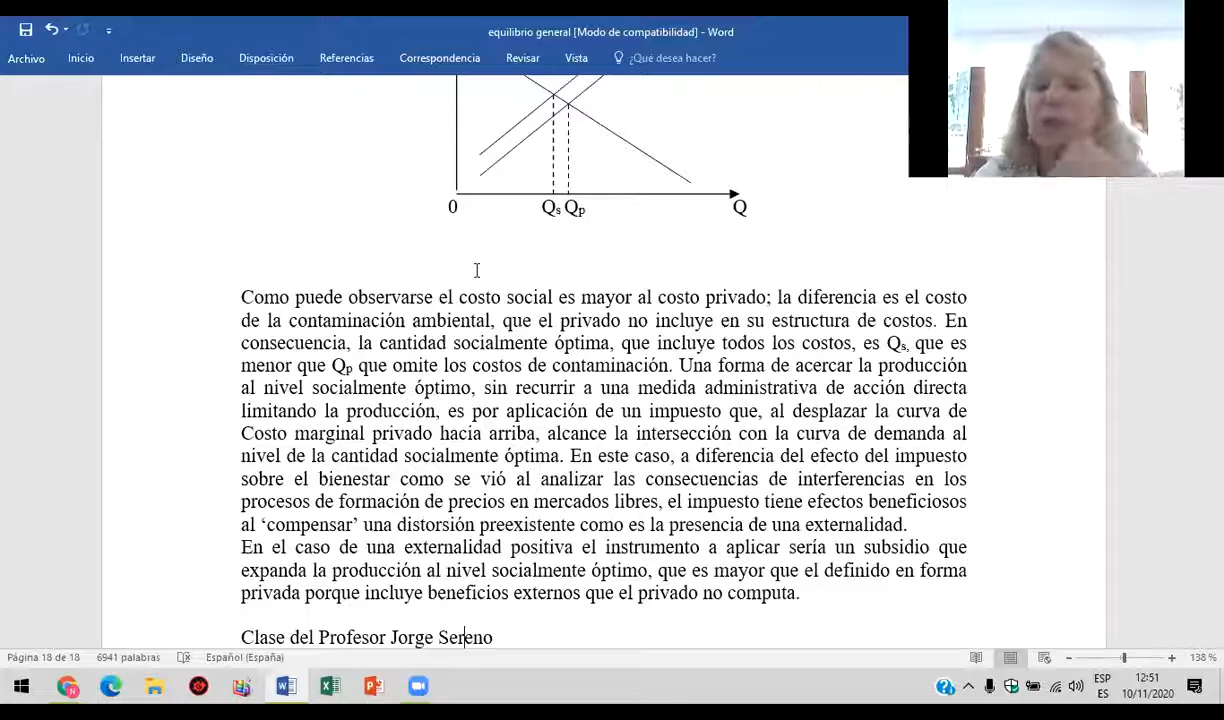 equilibrio general [Modo de compatibilidad] - Word
Archivo Inicio Insertar Diseño Disposición Referencias Correspondencia Revisar Vista ¿Qué desea hacer?
0 Qs Qp Q
Como puede observarse el costo social es mayor al costo privado; la diferencia es el costo
de la contaminación ambiental, que el privado no incluye en su estructura de costos. En
consecuencia, la cantidad socialmente óptima, que incluye todos los costos, es Qs, que es
menor que Qp que omite los costos de contaminación. Una forma de acercar la producción
al nivel socialmente óptimo, sin recurrir a una medida administrativa de acción directa
limitando la producción, es por aplicación de un impuesto que, al desplazar la curva de
Costo marginal privado hacia arriba, alcance la intersección con la curva de demanda al
nivel de la cantidad socialmente óptima. En este caso, a diferencia del efecto del impuesto
sobre el bienestar como se vió al analizar las consecuencias de interferencias en los
procesos de formación de precios en mercados libres, el impuesto tiene efectos beneficiosos
al ‘compensar’ una distorsión preexistente como es la presencia de una externalidad.
En el caso de una externalidad positiva el instrumento a aplicar sería un subsidio que
expanda la producción al nivel socialmente óptimo, que es mayor que el definido en forma
privada porque incluye beneficios externos que el privado no computa.
Clase del Profesor Jorge Sereno
Página 18 de 18 6941 palabras Español (España) 138 %
ESP 12:51
ES 10/11/2020